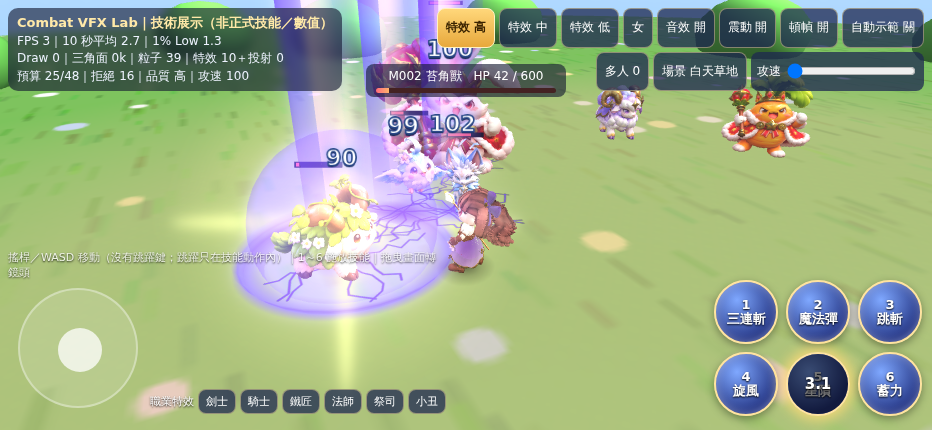 Combat VFX Lab｜技術展示（非正式技能／數值）
FPS 3｜10 秒平均 2.7｜1% Low 1.3
Draw 0｜三角面 0k｜粒子 39｜特效 10＋投射 0
預算 25/48｜拒絕 16｜品質 高｜攻速 100
特效 高
特效 中
特效 低
女
音效 開
震動 開
頓幀 開
自動示範 關
多人 0
場景 白天草地
攻速
100
M002 苔角獸　HP 42 / 600
99
102
90
搖桿／WASD 移動（沒有跳躍鍵；跳躍只在技能動作內）｜1～6 施放技能｜拖曳畫面轉
鏡頭
1
三連斬
2
魔法彈
3
跳斬
4
旋風
3.1
6
蓄力
職業特效
劍士
騎士
鐵匠
法師
祭司
小丑